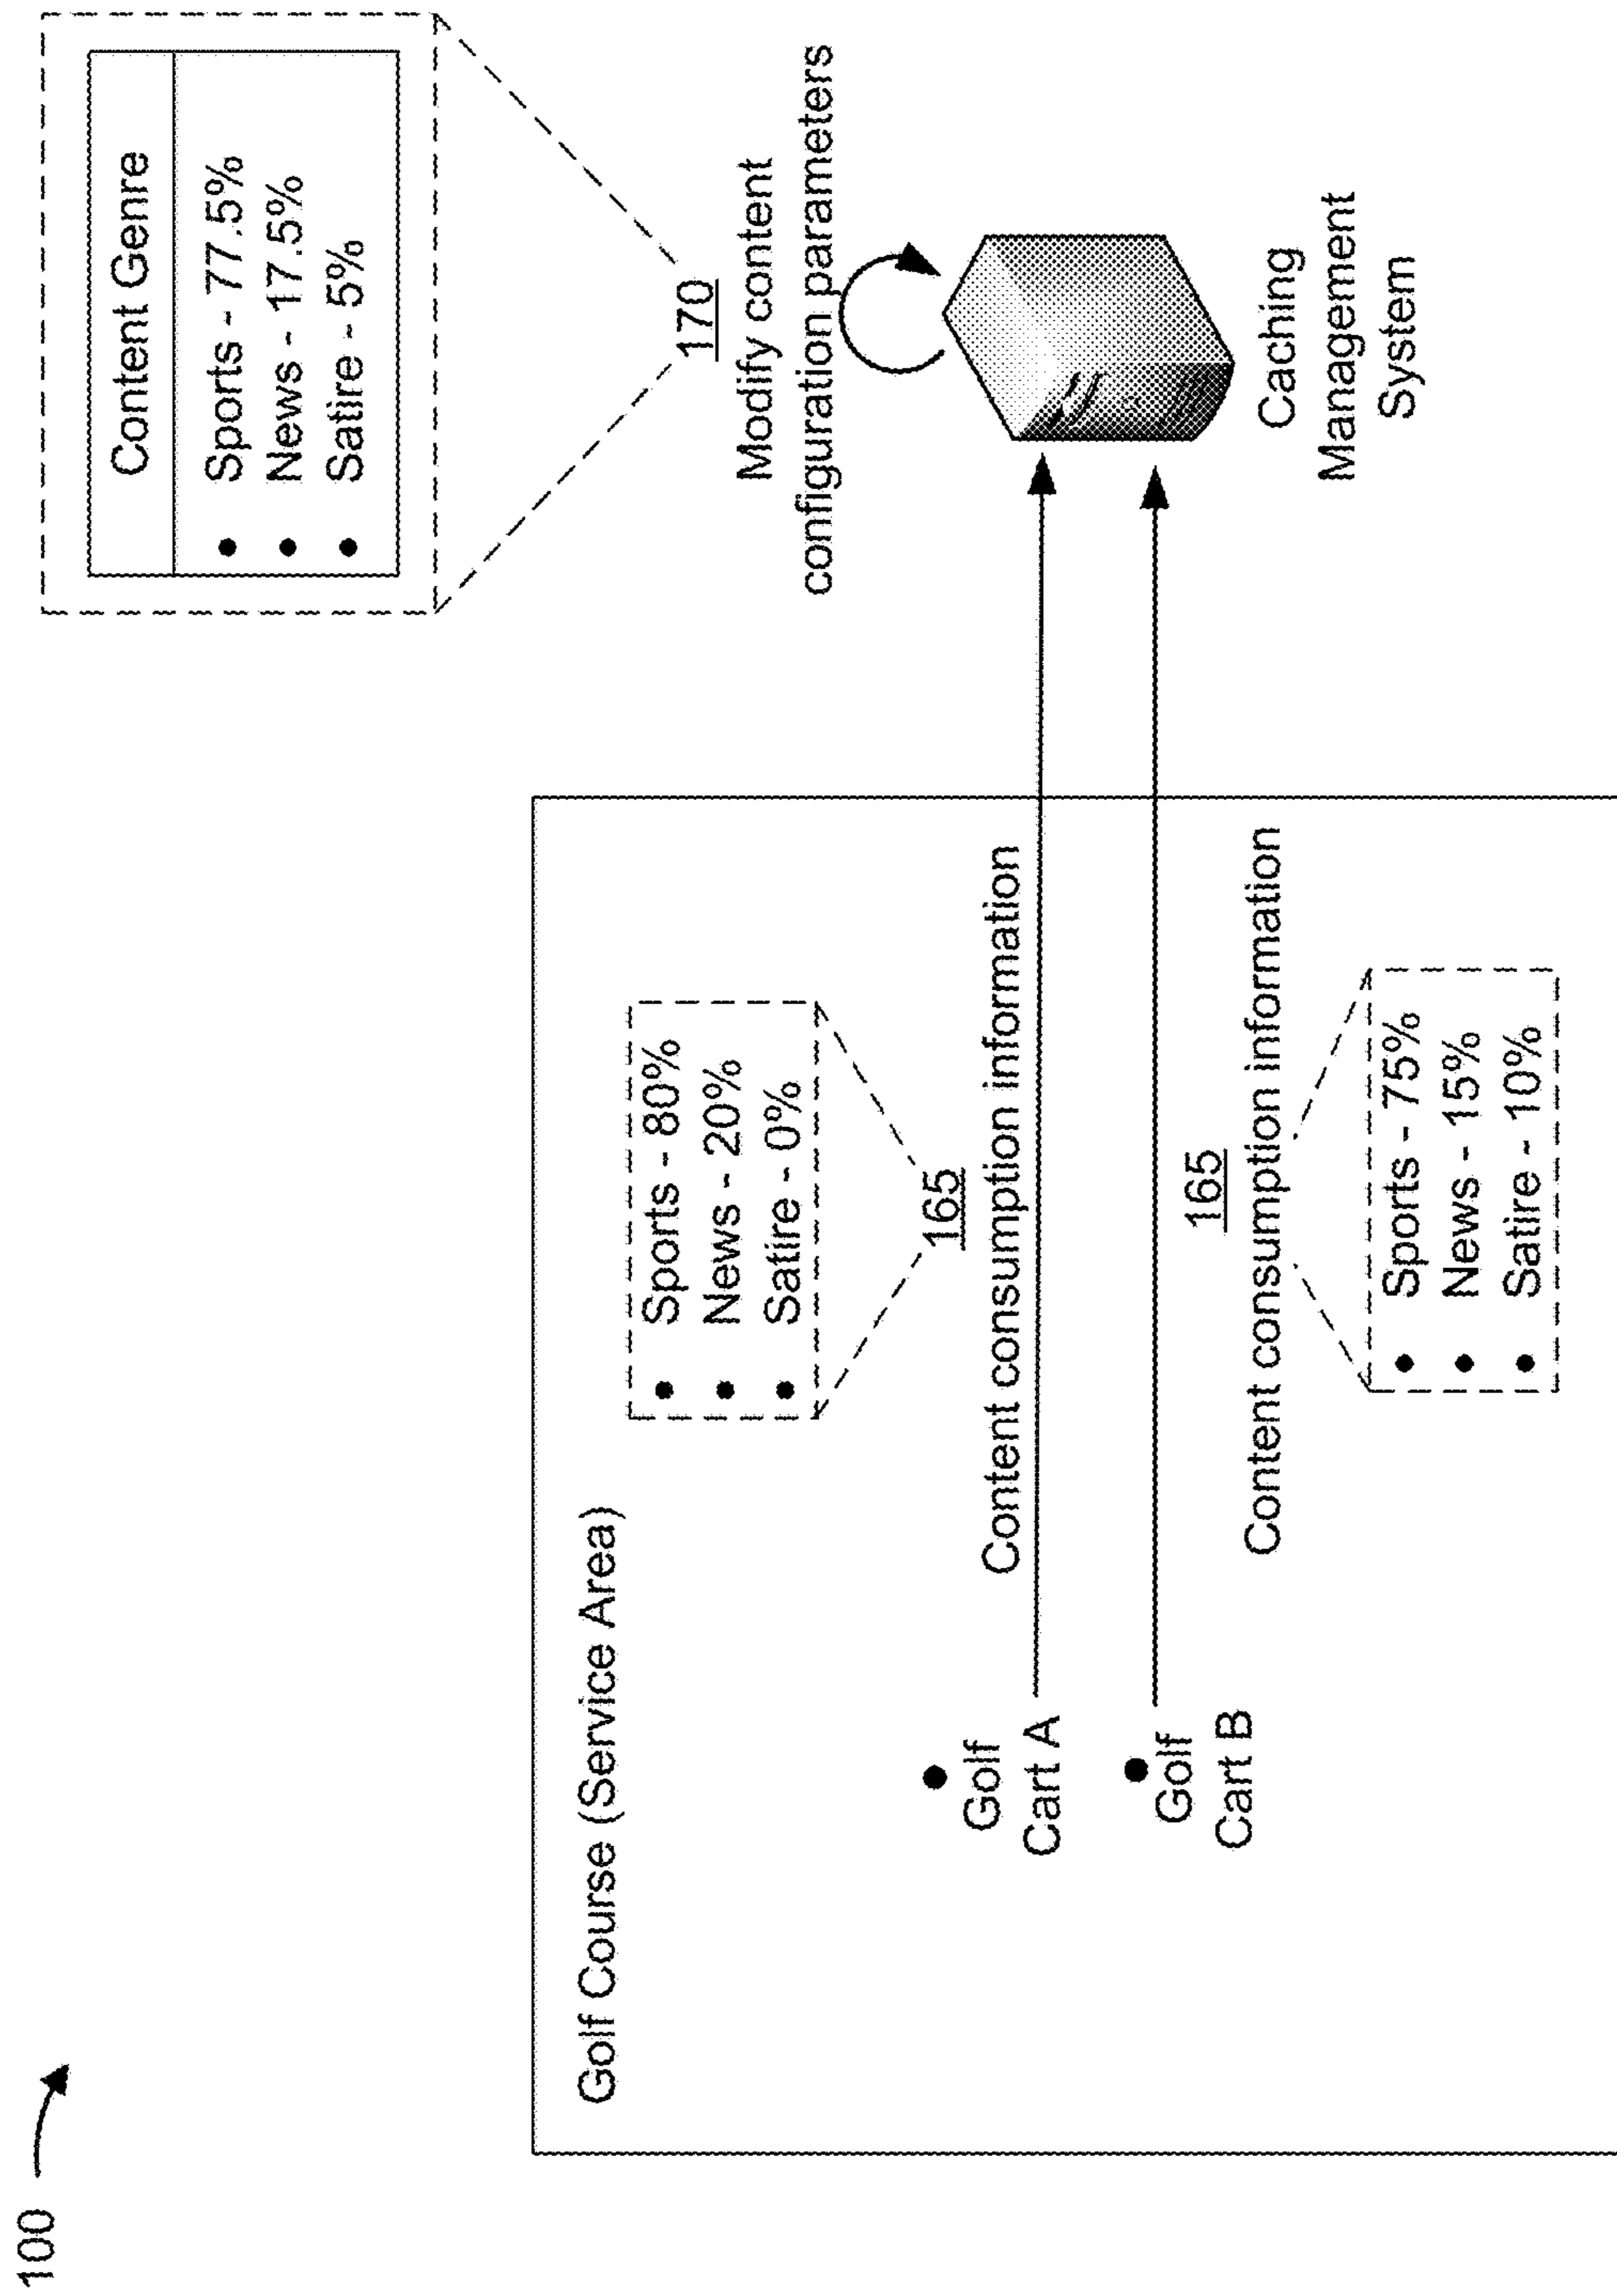 100
Content Genre
• Sports - 77.5%
• News - 17.5%
• Satire - 5%
170
Modify content
configuration parameters
Caching
Management
System
Golf Course (Service Area)
• Sports - 80%
• News - 20%
• Satire - 0%
165
Content consumption information
Golf
Cart A
Golf
Cart B
165
Content consumption information
• Sports - 75%
• News - 15%
• Satire - 10%